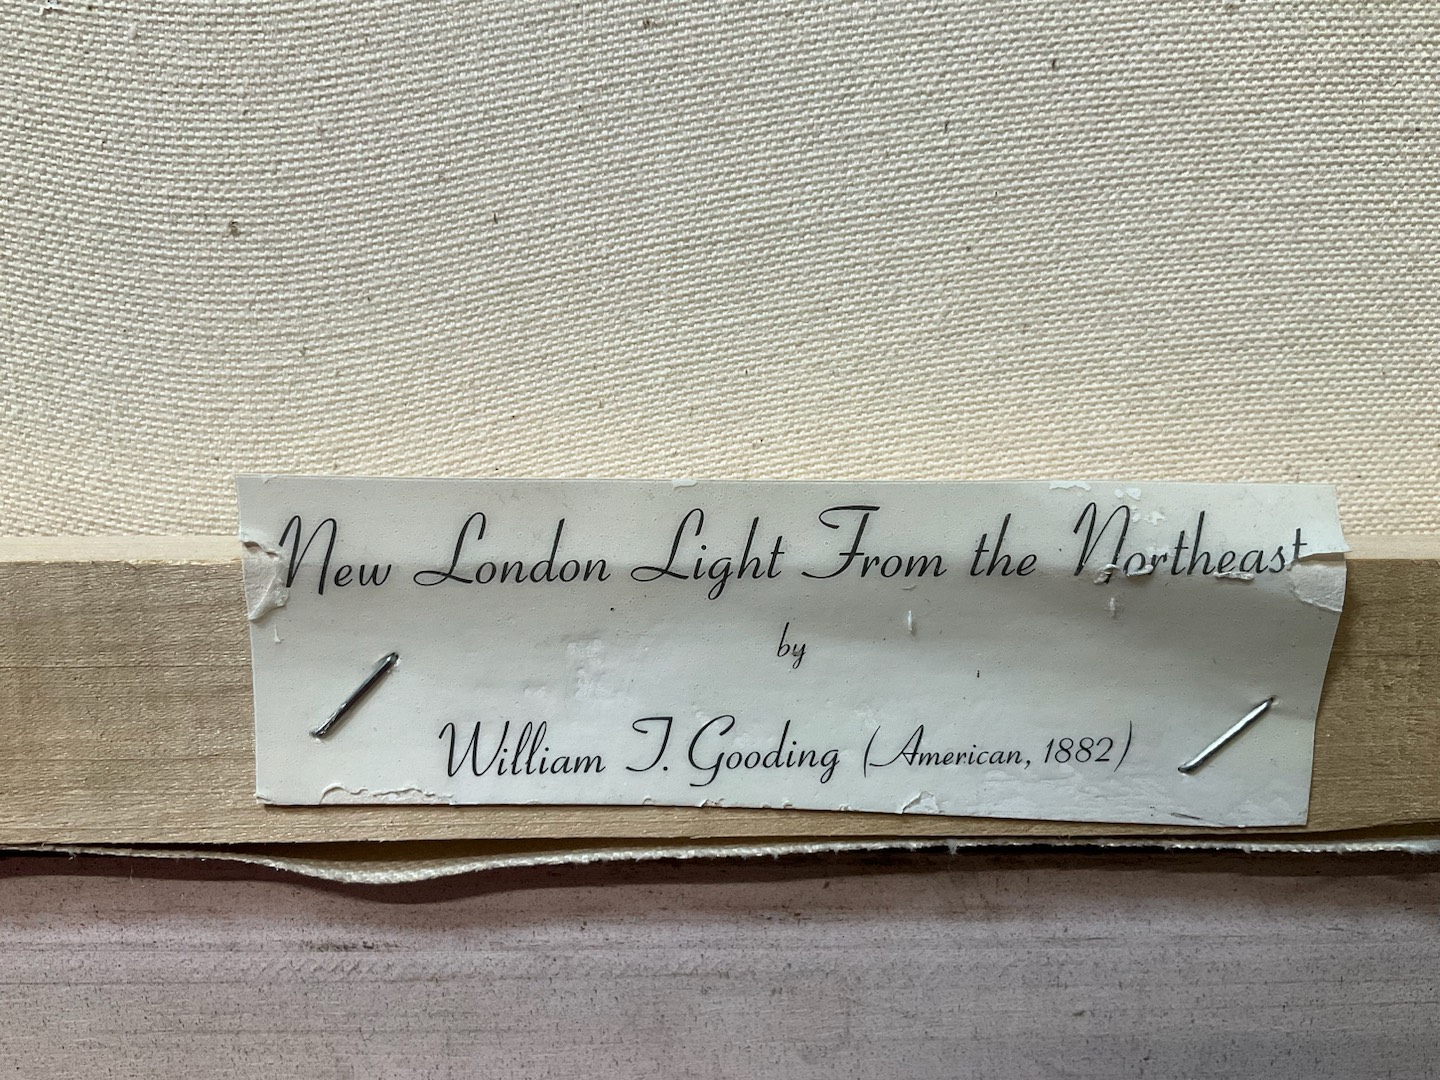 New London Light From the Northeast
by
William T. Gooding (American, 1882)